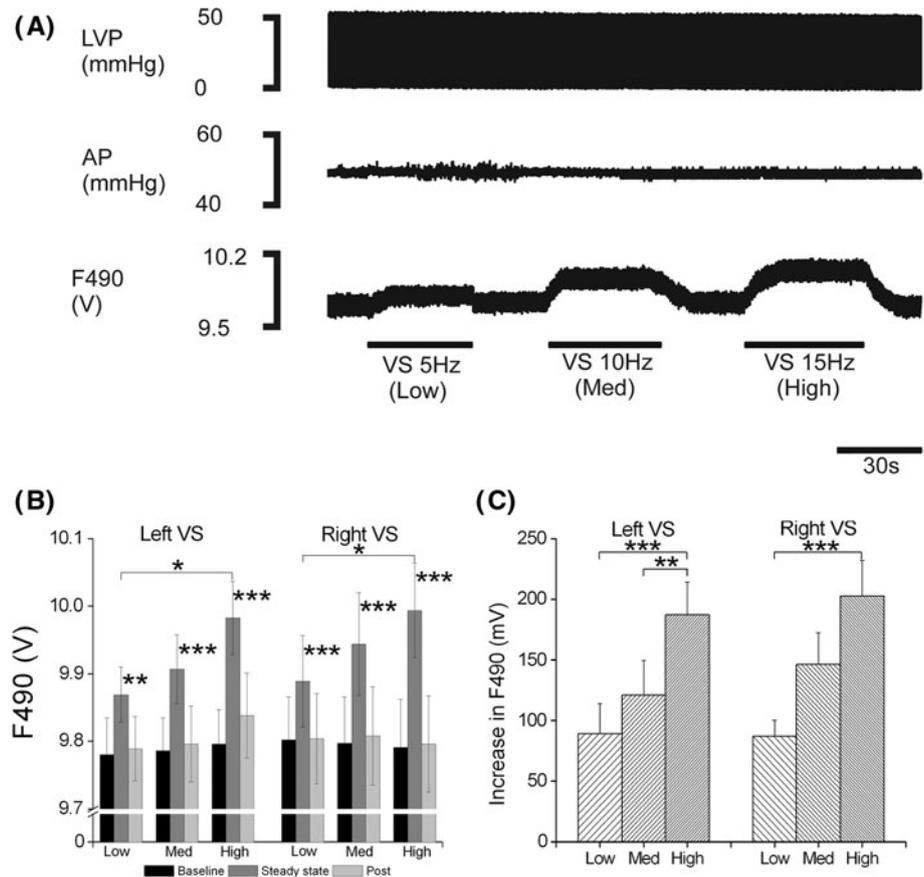 (A)
LVP
(mmHg)
50
0
AP
(mmHg)
60
40
F490
(V)
10.2
9.5
VS 5Hz
(Low)
VS 10Hz
(Med)
VS 15Hz
(High)
30s
(B)
Left VS
Right VS
10.1
10.0
9.9
9.8
9.7
0
F490 (V)
*
*
**
***
***
***
***
***
Low
Med
High
Low
Med
High
Baseline
Steady state
Post
(C)
Left VS
Right VS
250
200
150
100
50
0
Increase in F490 (mV)
***
**
***
Low
Med
High
Low
Med
High